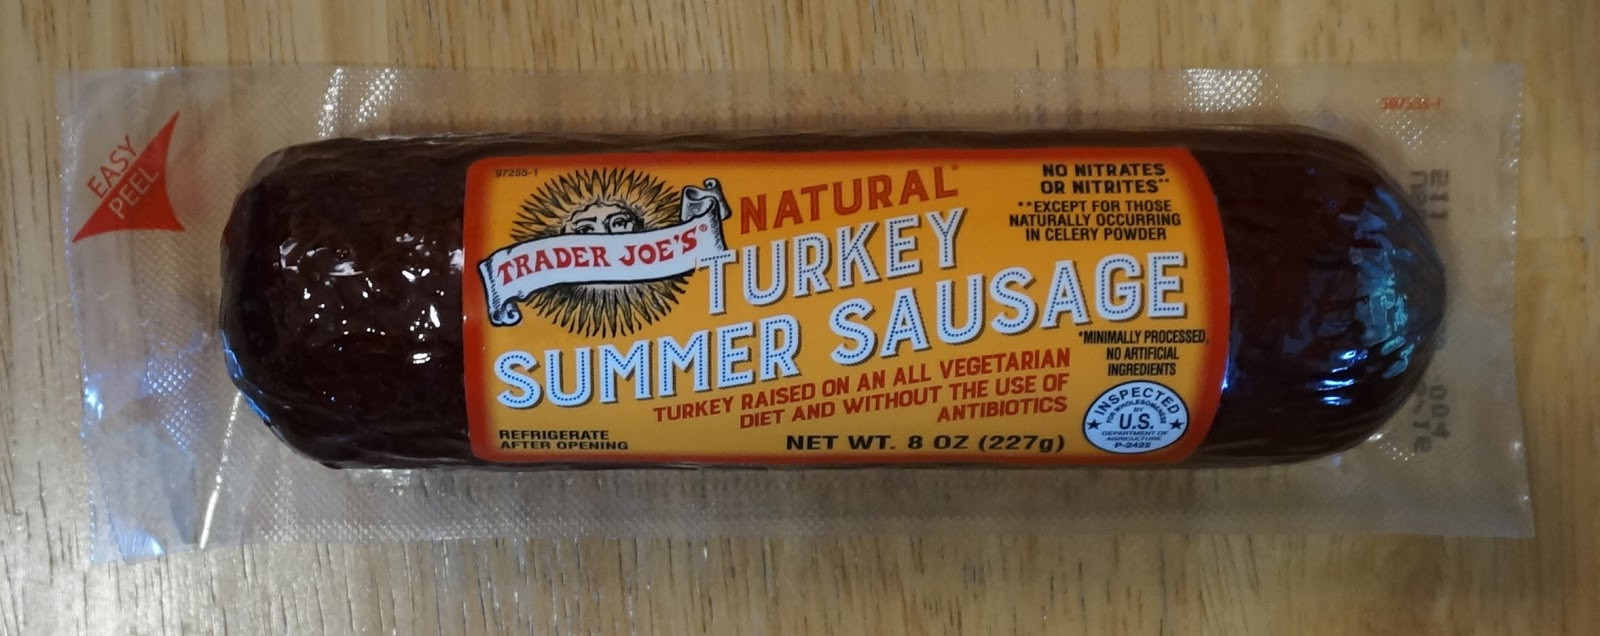 EASY
PEEL
97255-1
TRADER JOE'S®
NATURAL*
TURKEY
SUMMER SAUSAGE
TURKEY RAISED ON AN ALL VEGETARIAN
DIET AND WITHOUT THE USE OF
ANTIBIOTICS
NO NITRATES
OR NITRITES**
**EXCEPT FOR THOSE
NATURALLY OCCURRING
IN CELERY POWDER
*MINIMALLY PROCESSED,
NO ARTIFICIAL
INGREDIENTS
INSPECTED
FOR WHOLESOMENESS
BY
U.S.
DEPARTMENT OF
AGRICULTURE
P-2422
REFRIGERATE
AFTER OPENING
NET WT. 8 OZ (227g)